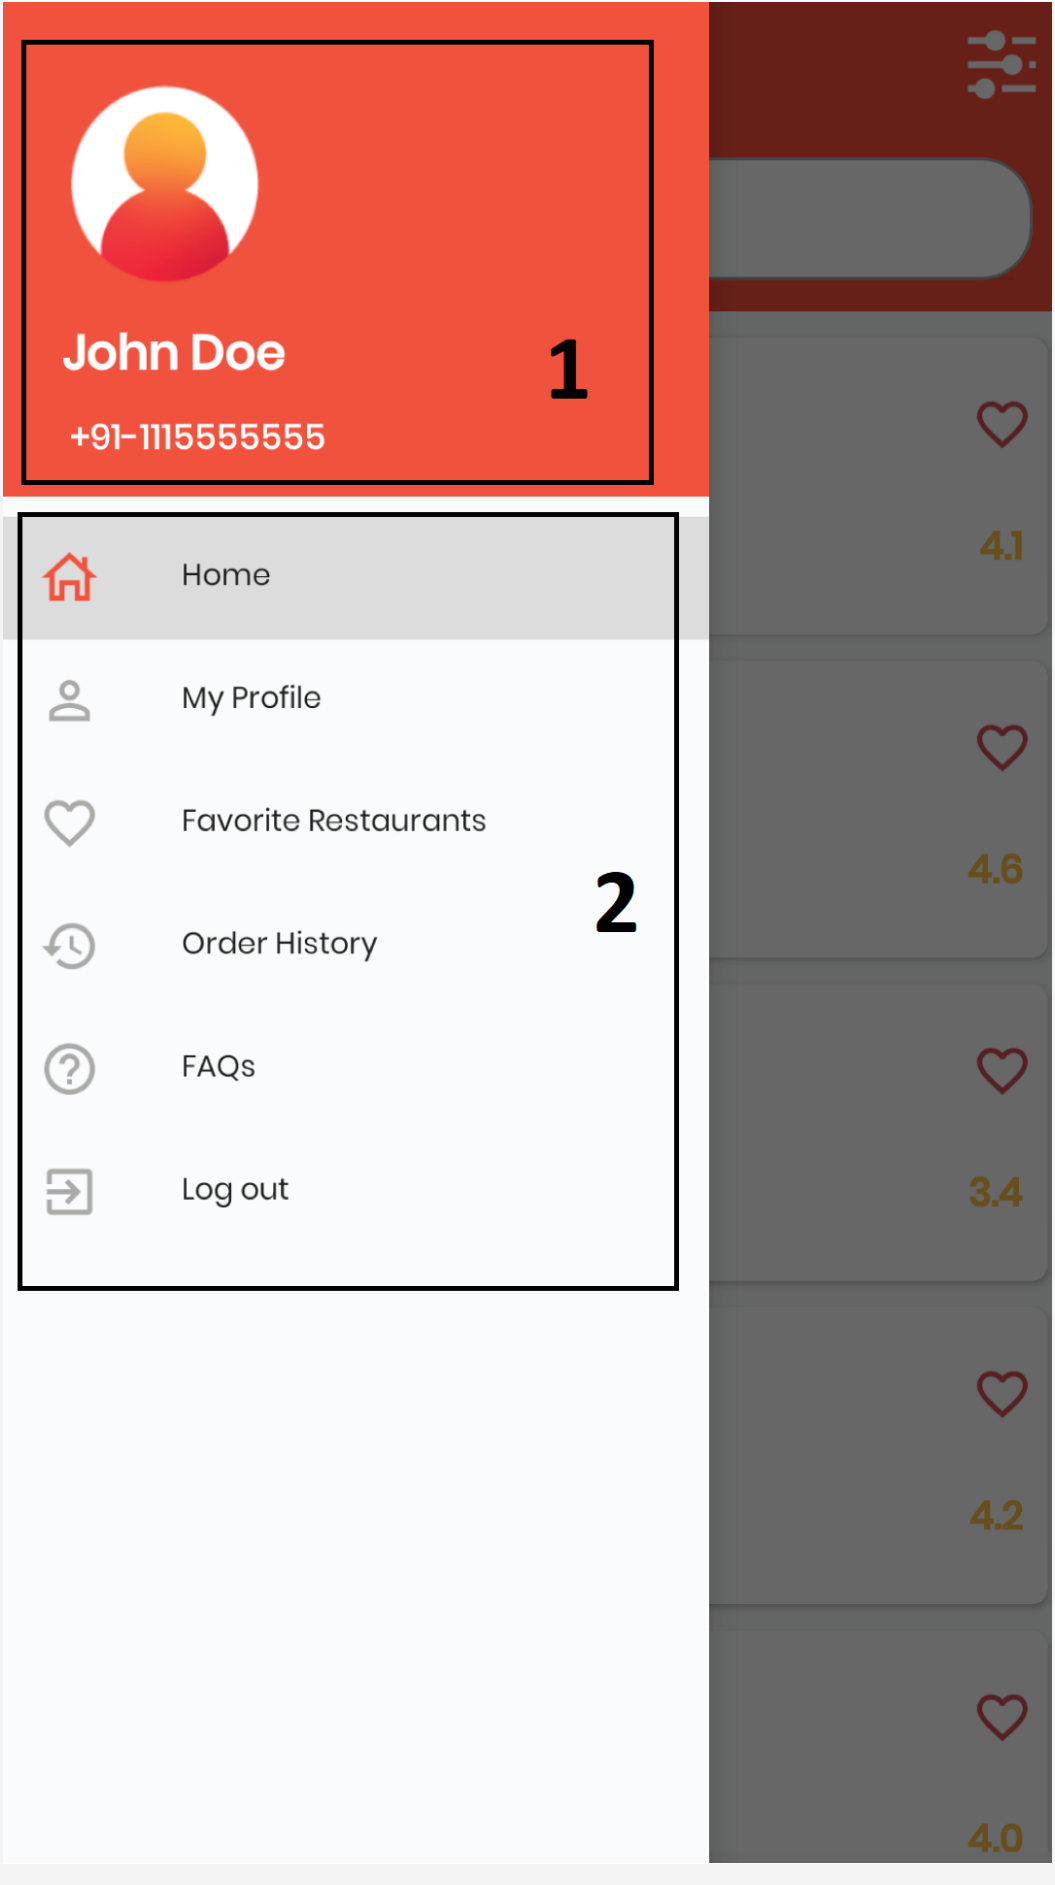 John Doe
1
+91-1115555555
Home
My Profile
Favorite Restaurants
2
Order History
FAQs
Log out
4.1
4.6
3.4
4.2
4.0